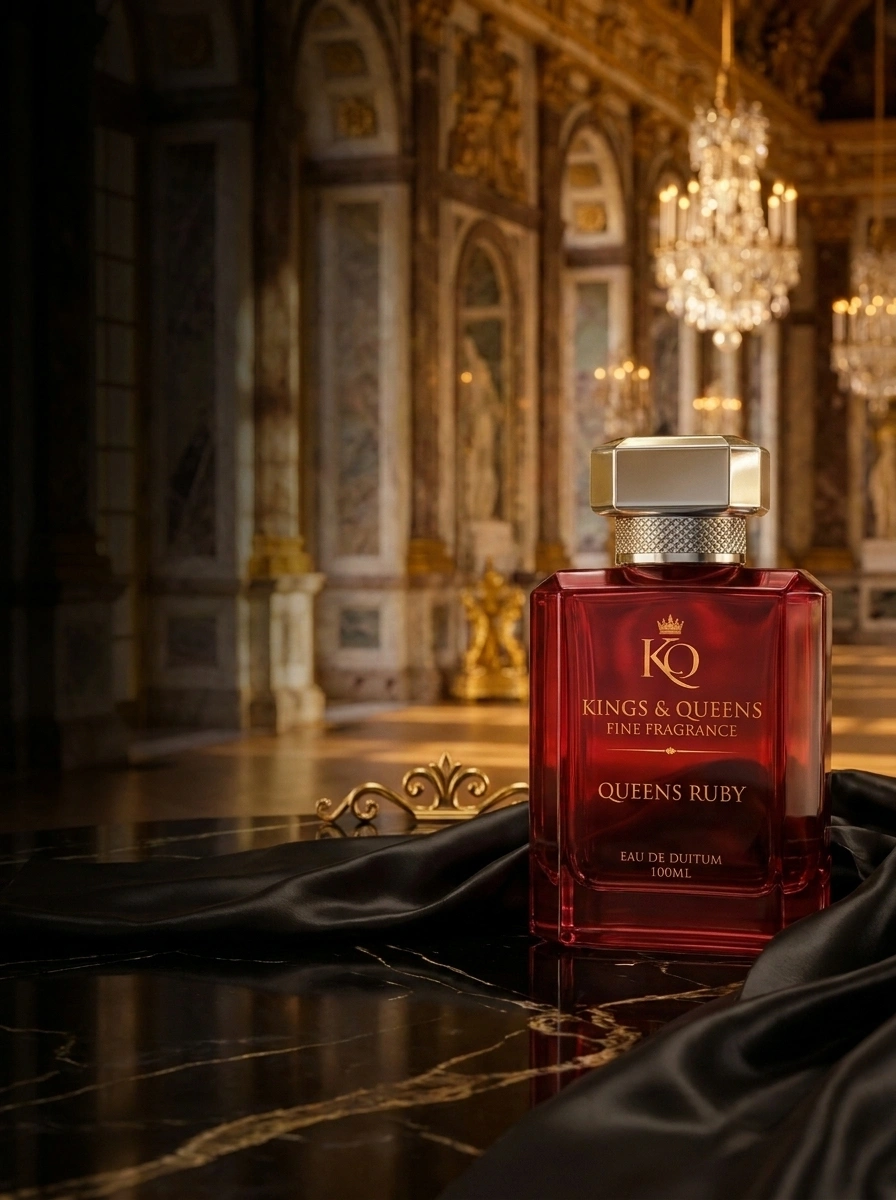 KQ
KINGS & QUEENS
FINE FRAGRANCE
QUEENS RUBY
EAU DE DUITUM
100ML